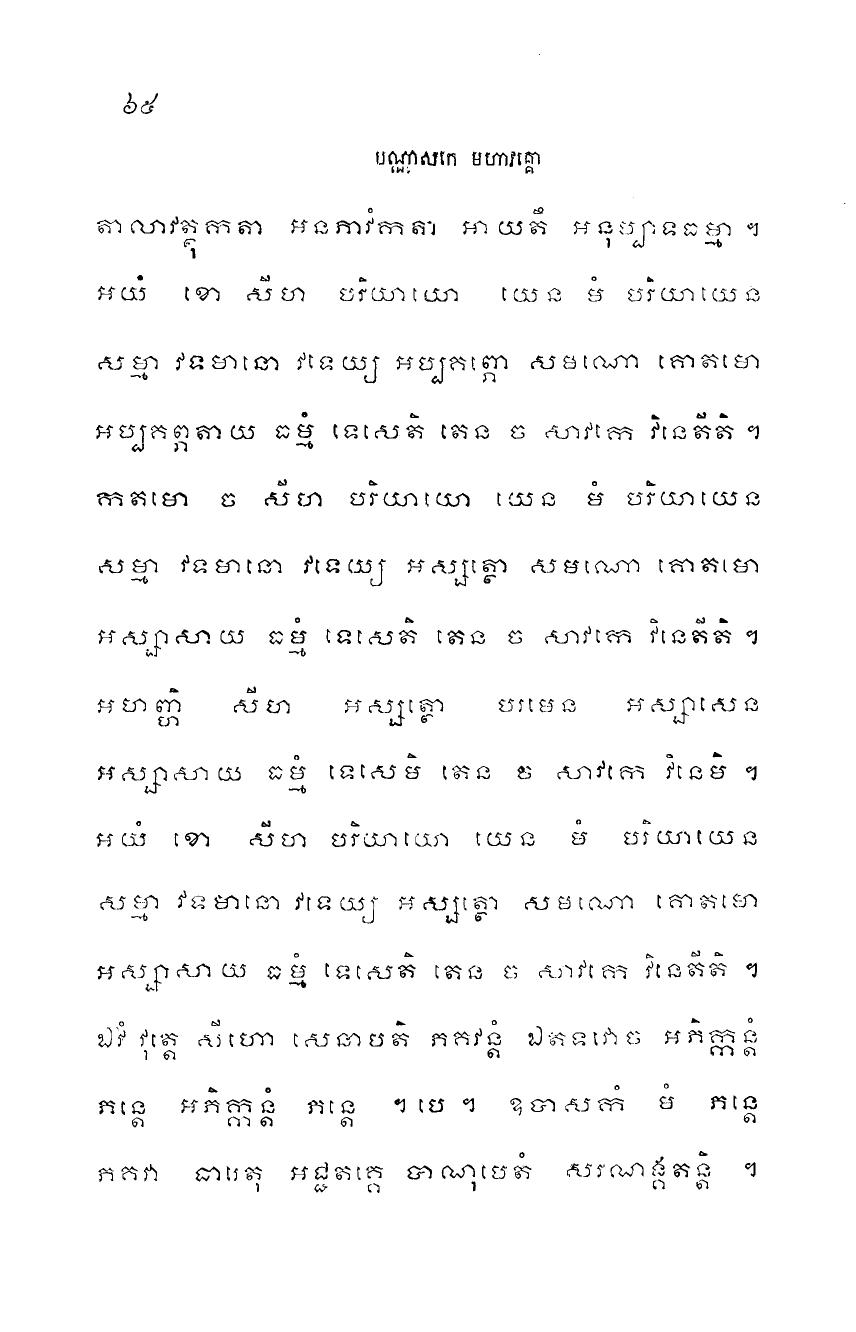 ៦៥
បណ្ណាសកេ មហាវគ្គោ
តាលាវត្ថុកតា អនភាវំកតា អាយតឹ អនុប្បាទធម្មា ។
អយំ ខោ សីហ បរិយាយោ យេន មំ បរិយាយេន
សម្មា វទមានោ វទេយ្យ អប្បកព្ភោ សមណោ គោតមោ
អប្បកព្ភតាយ ធម្មំ ទេសេតិ តេន ច សាវកេ វិនេតីតិ ។
កតមោ ច សីហ បរិយាយោ យេន មំ បរិយាយេន
សម្មា វទមានោ វទេយ្យ អស្សត្ថោ សមណោ គោតមោ
អស្សាសាយ ធម្មំ ទេសេតិ តេន ច សាវកេ វិនេតីតិ ។
អហញ្ហិ សីហ អស្សត្ថោ បរមេន អស្សាសេន
អស្សាសាយ ធម្មំ ទេសេមិ តេន ច សាវកេ វិនេមិ ។
អយំ ខោ សីហ បរិយាយោ យេន មំ បរិយាយេន
សម្មា វទមានោ វទេយ្យ អស្សត្ថោ សមណោ គោតមោ
អស្សាសាយ ធម្មំ ទេសេតិ តេន ច សាវកេ វិនេតីតិ ។
ឯវំ វុត្តេ សីហោ សេនាបតិ ភគវន្តំ ឯតទវោច អភិក្កន្តំ
ភន្តេ អភិក្កន្តំ ភន្តេ ។ បេ ។ ឧបាសកំ មំ ភន្តេ
ភគវា ធារេតុ អជ្ជតគ្គេ បាណុបេតំ សរណង្គតន្តិ ។